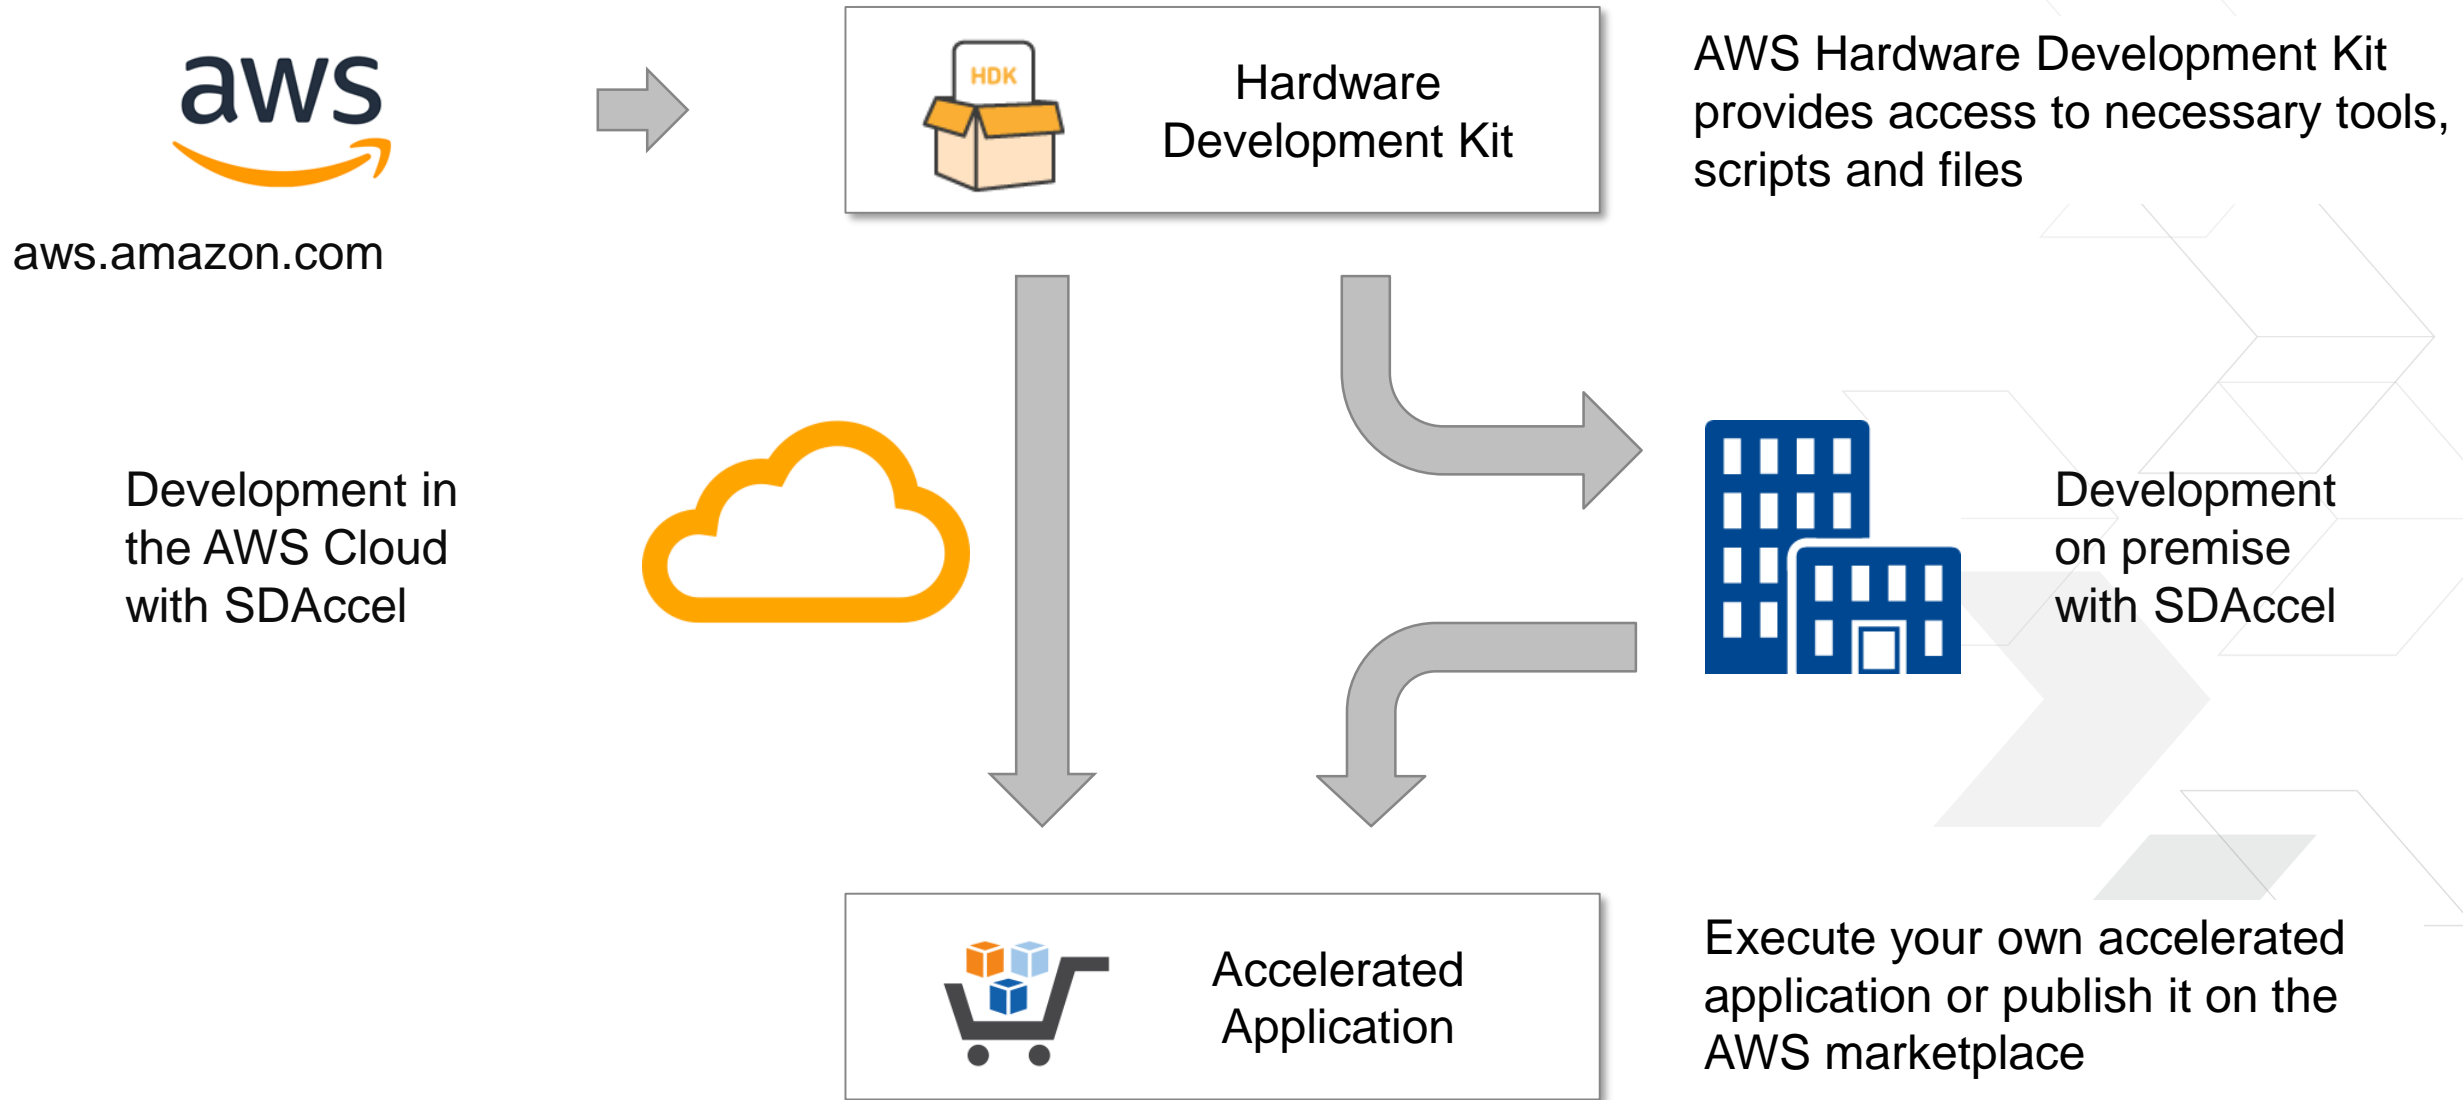 aws
aws.amazon.com
HDK
Hardware
Development Kit
AWS Hardware Development Kit
provides access to necessary tools,
scripts and files
Development in
the AWS Cloud
with SDAccel
Development
on premise
with SDAccel
Accelerated
Application
Execute your own accelerated
application or publish it on the
AWS marketplace